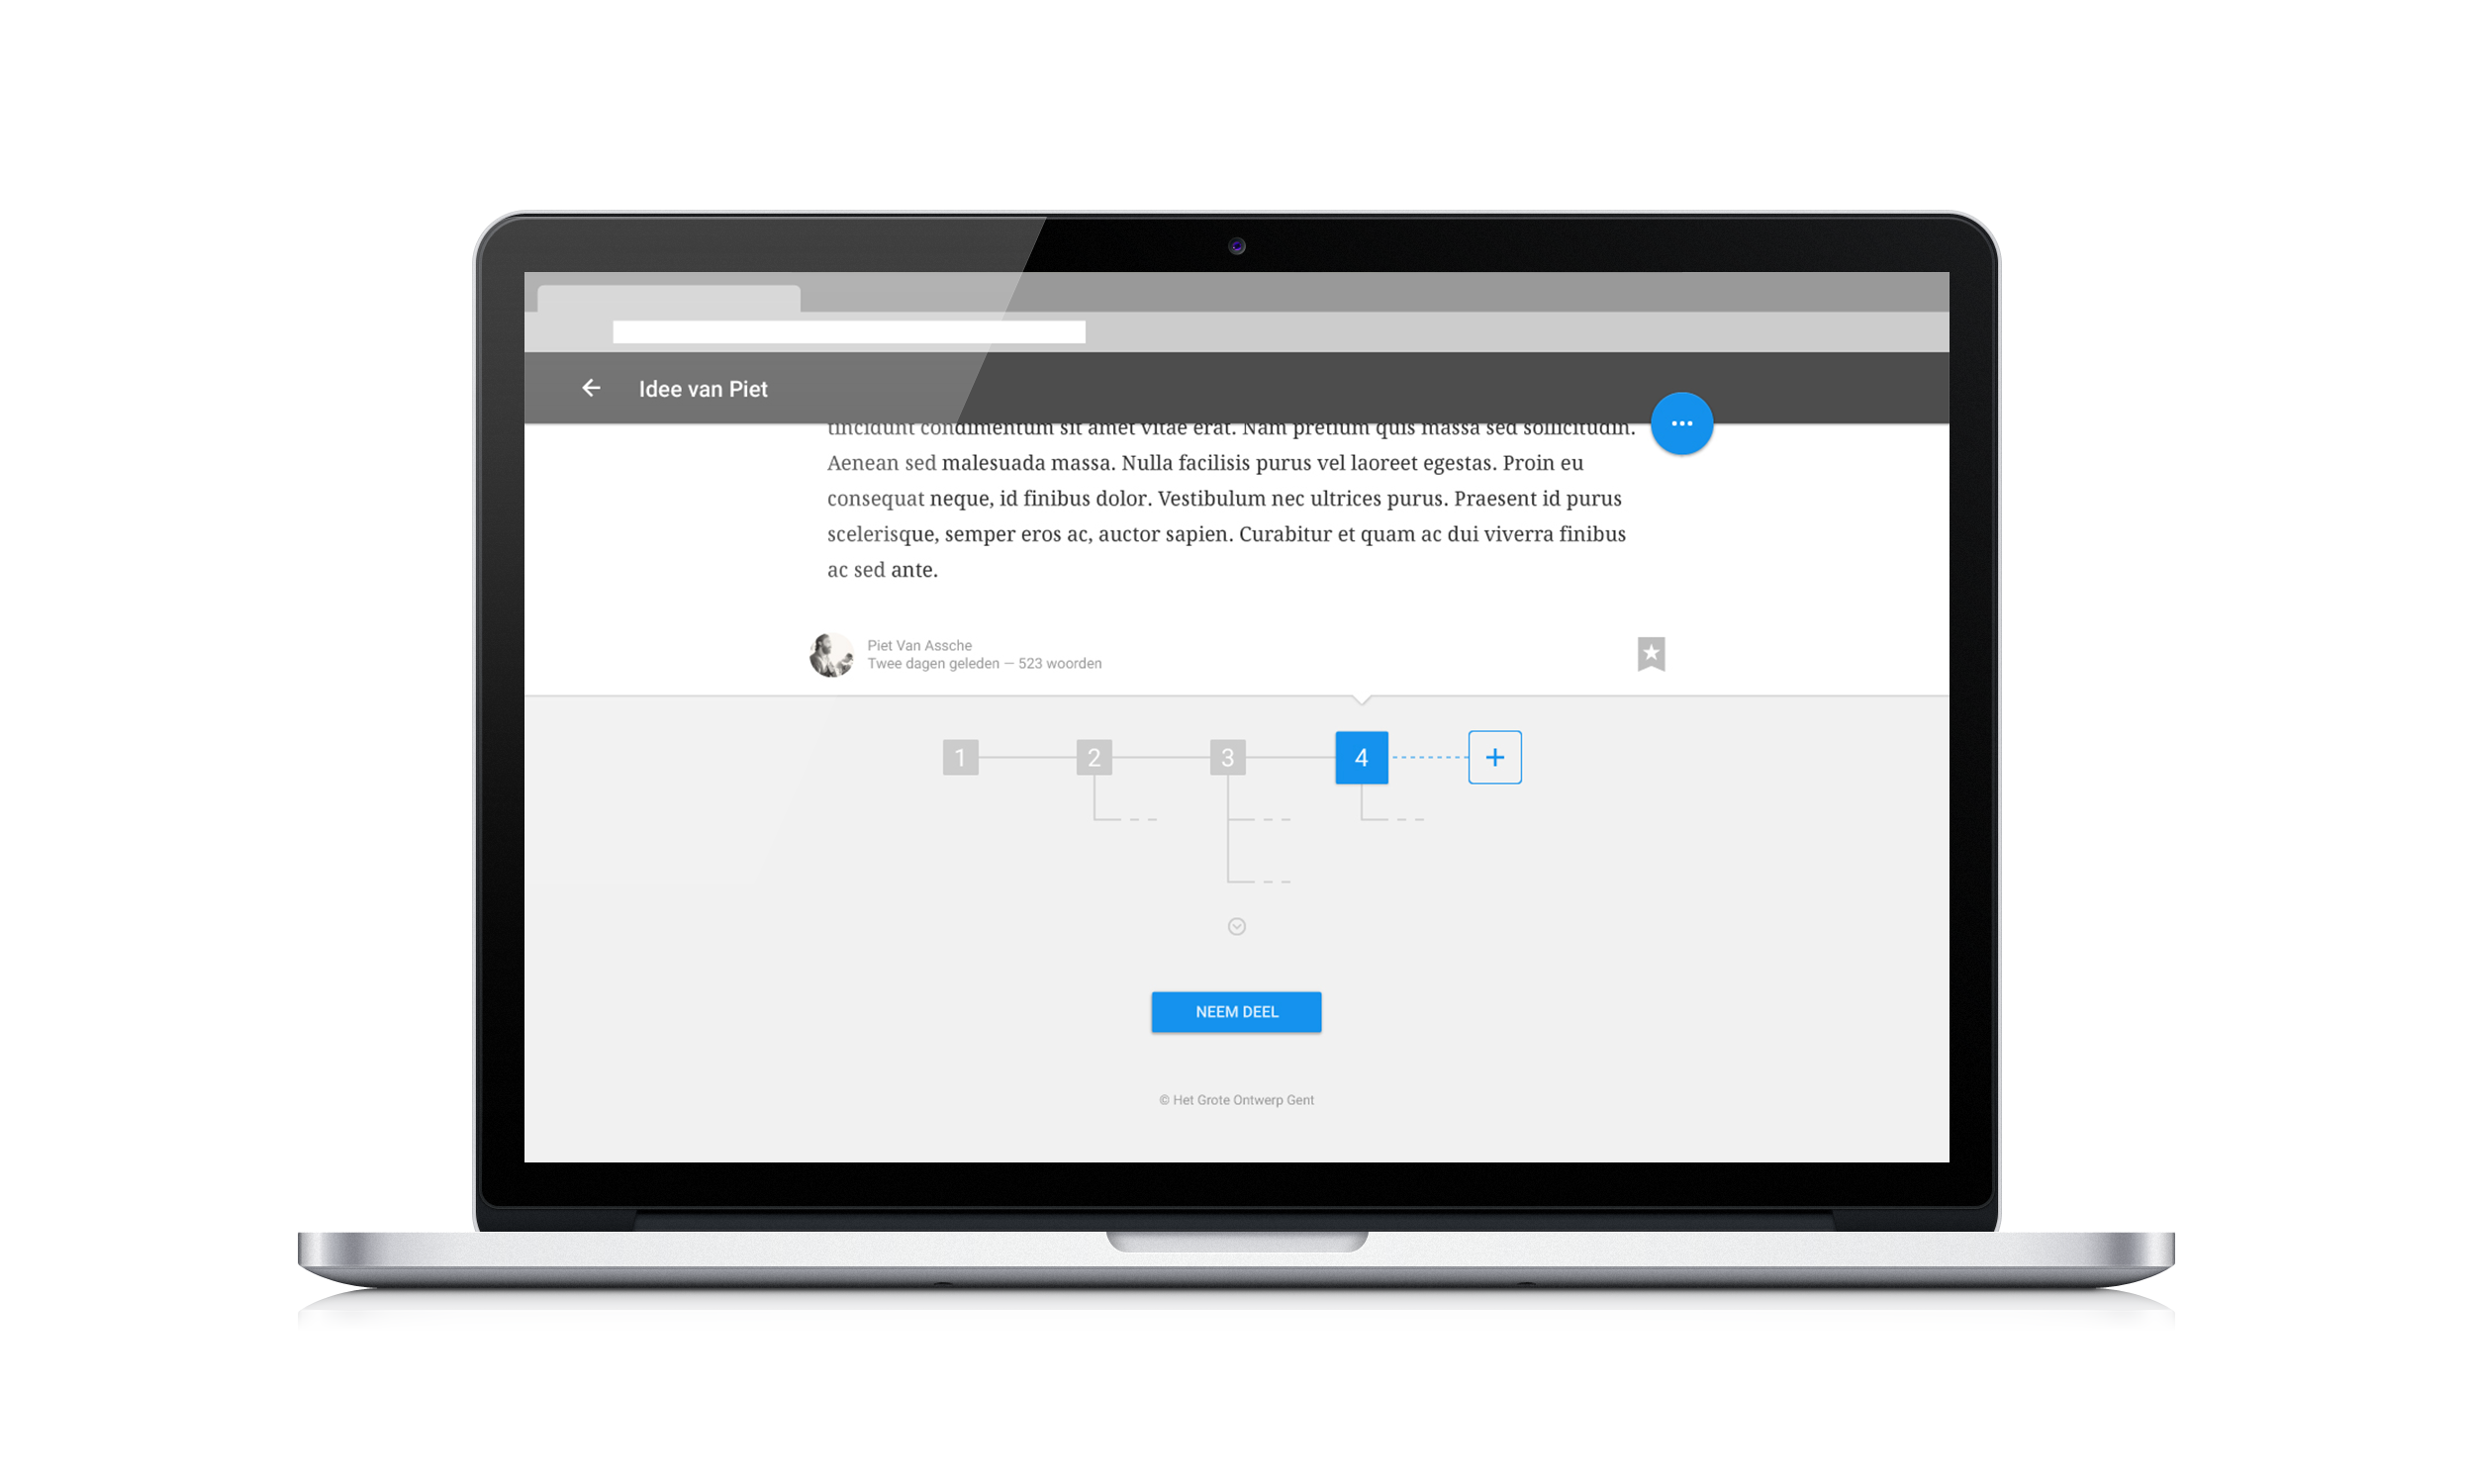 Idee van Piet
tincidunt condimentum sit amet vitae erat. Nam pretium quis massa sed sollicitudin.
Aenean sed malesuada massa. Nulla facilisis purus vel laoreet egestas. Proin eu
consequat neque, id finibus dolor. Vestibulum nec ultrices purus. Praesent id purus
scelerisque, semper eros ac, auctor sapien. Curabitur et quam ac dui viverra finibus
ac sed ante.
Piet Van Assche
Twee dagen geleden — 523 woorden
1 2 3 4 +
NEEM DEEL
© Het Grote Ontwerp Gent